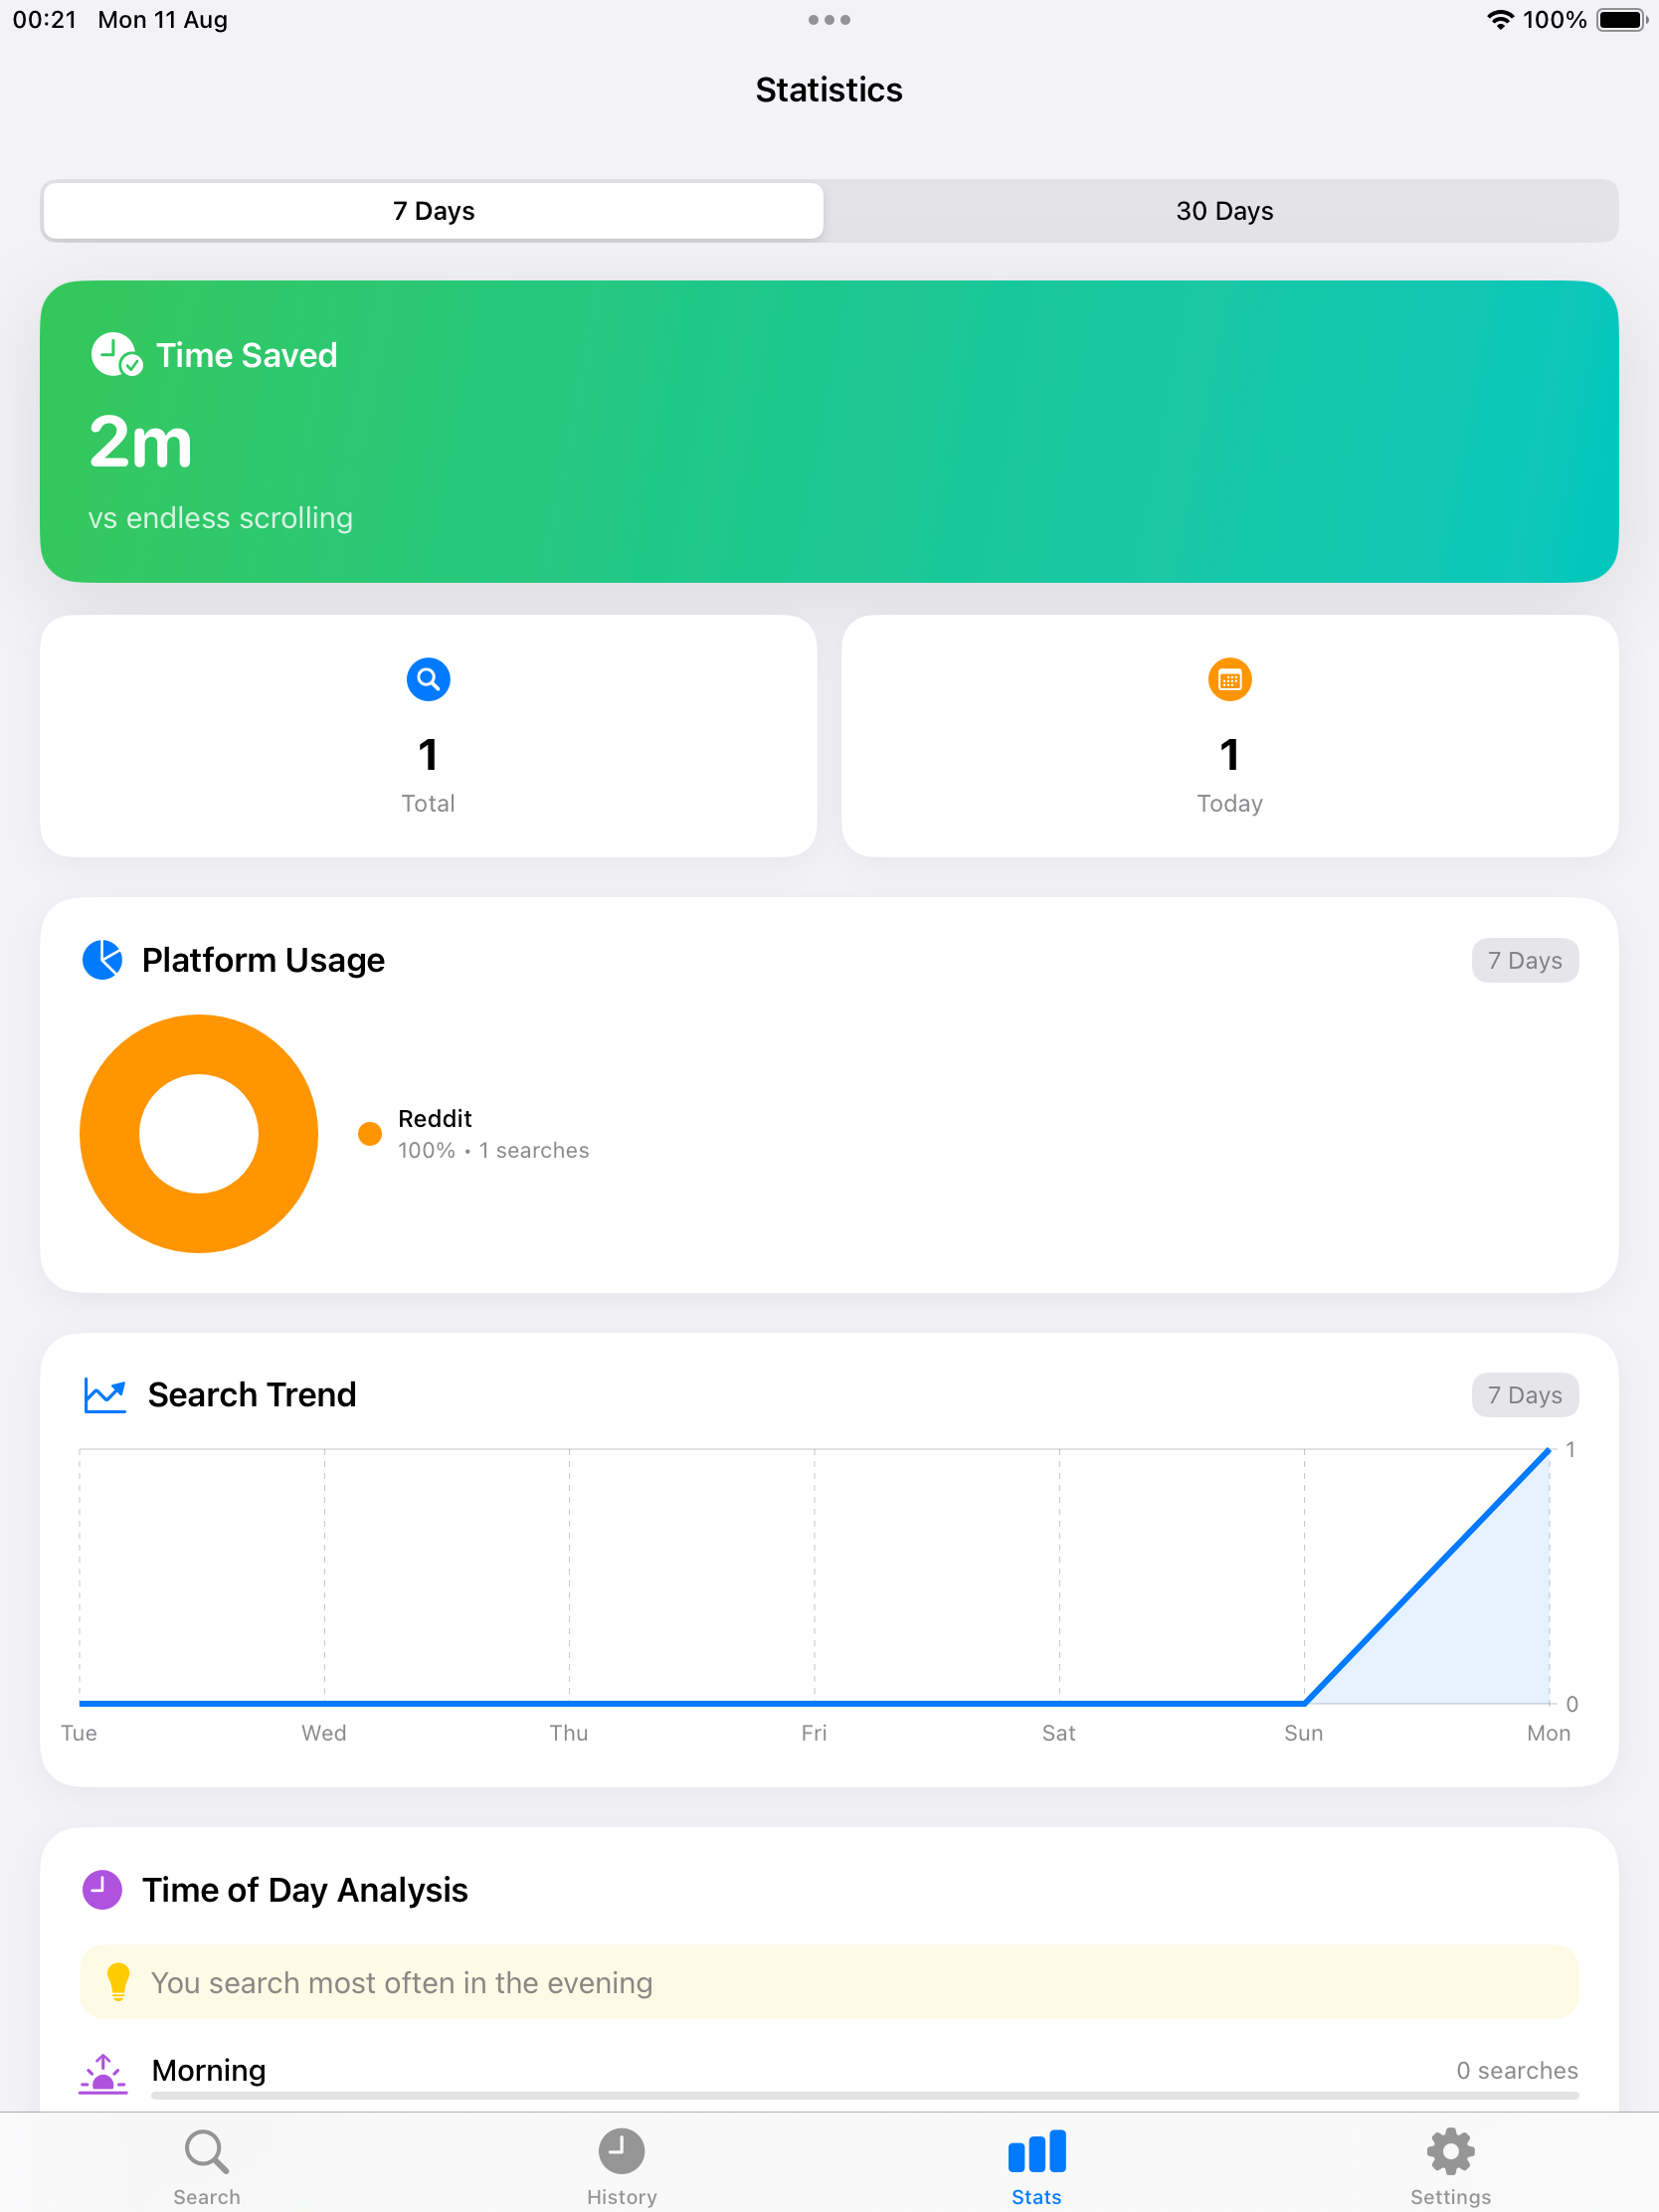 00:21 Mon 11 Aug
100%
Statistics
7 Days
30 Days
Time Saved
2m
vs endless scrolling
1
Total
1
Today
Platform Usage
7 Days
Reddit
100% • 1 searches
Search Trend
7 Days
1
0
Tue Wed Thu Fri Sat Sun Mon
Time of Day Analysis
You search most often in the evening
Morning
0 searches
Search
History
Stats
Settings